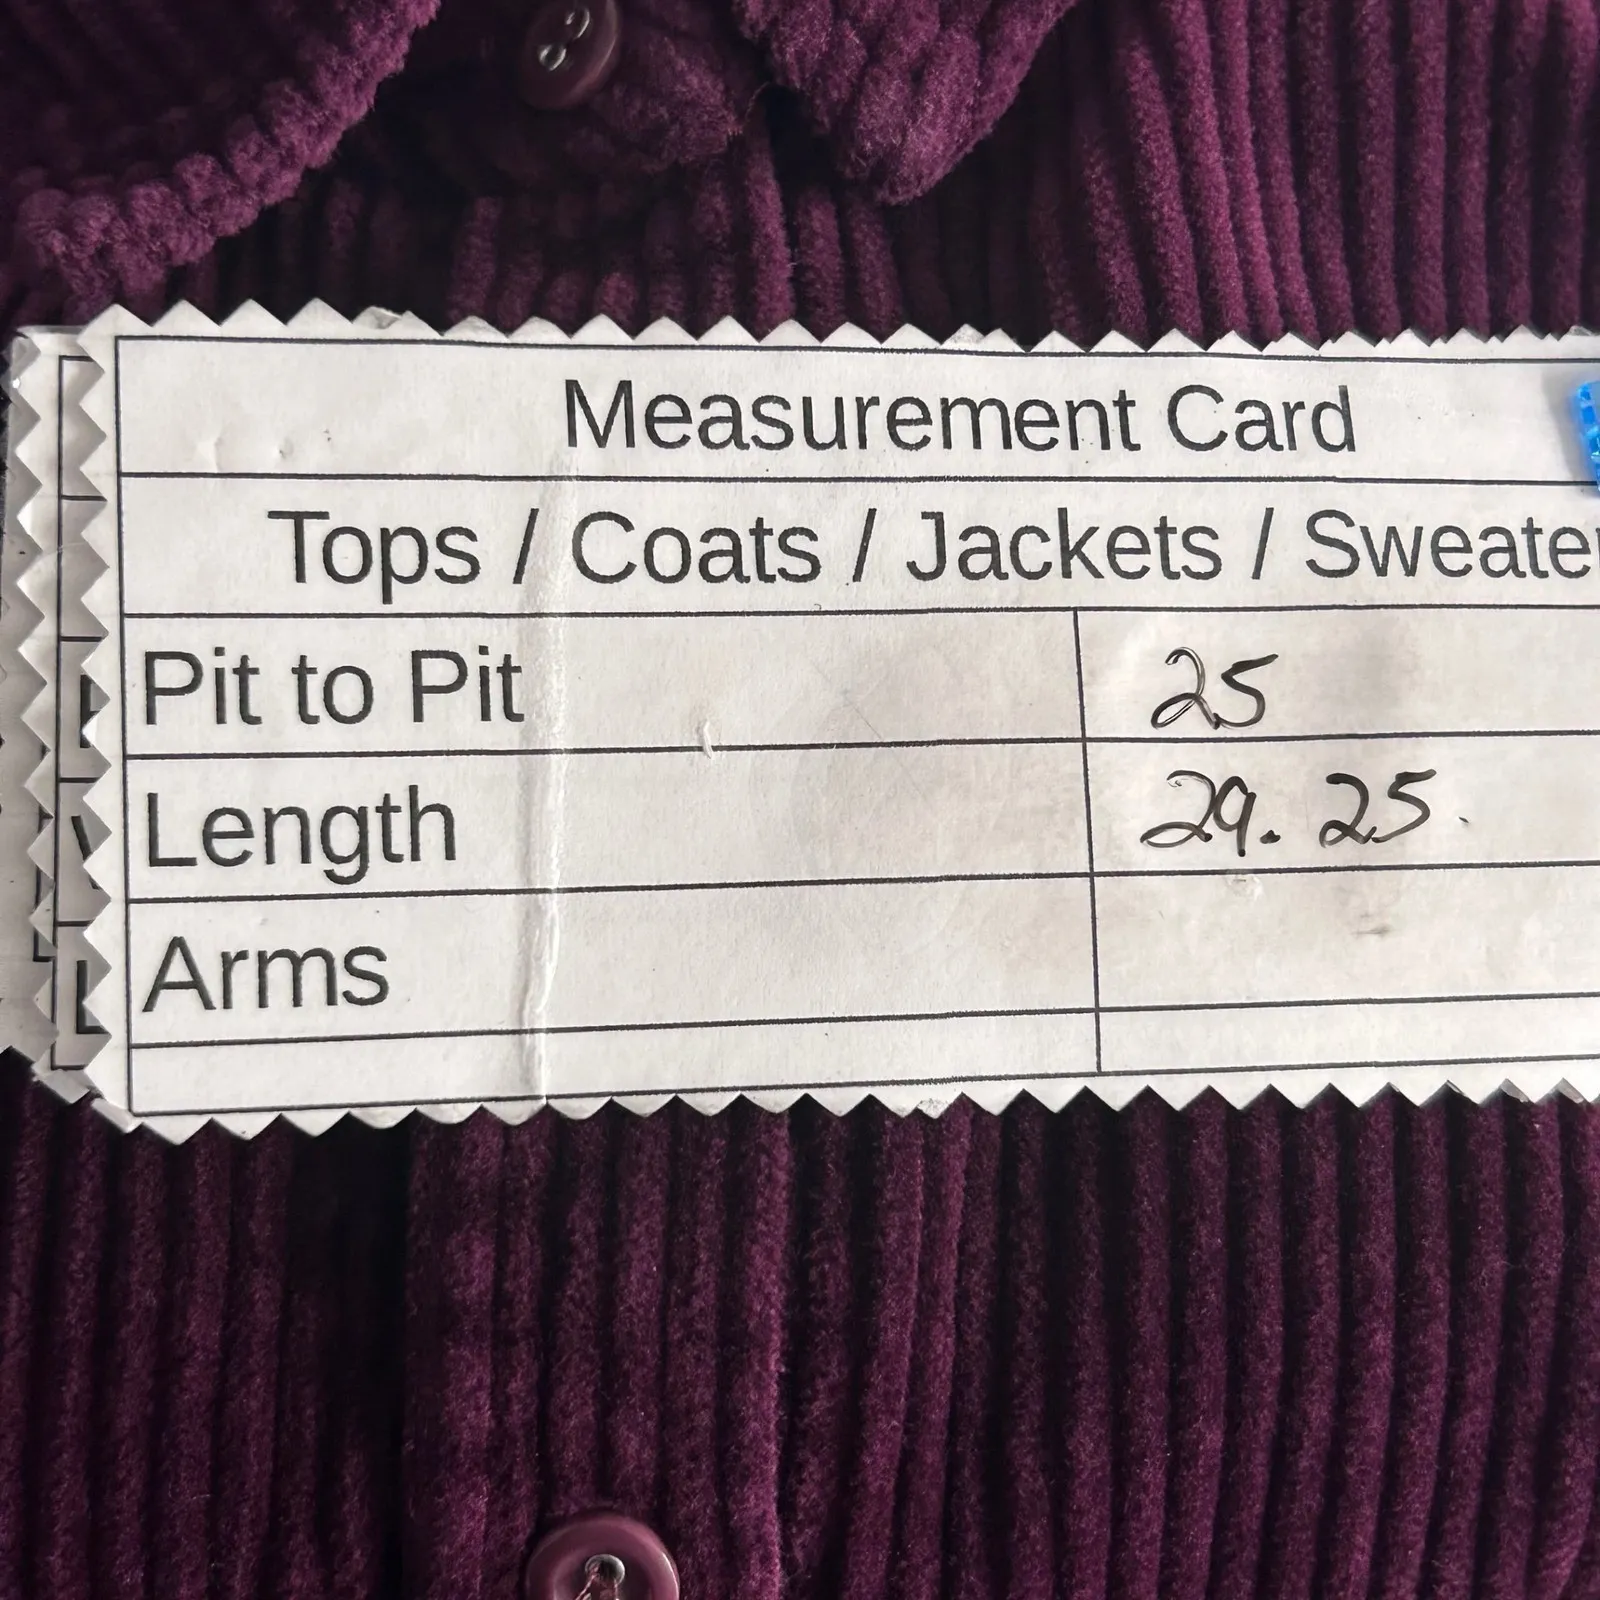 Measurement Card
Tops / Coats / Jackets / Sweater
Pit to Pit 25
Length 29.25.
Arms